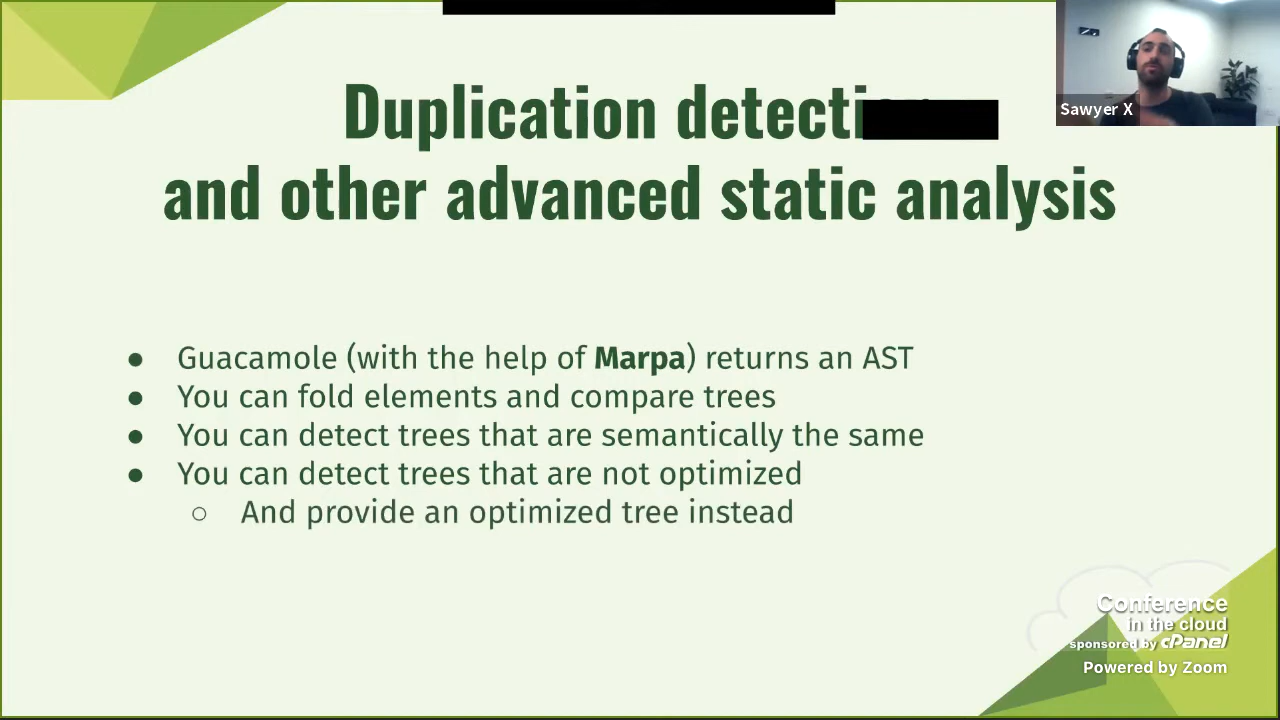 Duplication
and other advanced static analysis
Sawyer X
● Guacamole (with the help of Marpa) returns an AST
● You can fold elements and compare trees
● You can detect trees that are semantically the same
● You can detect trees that are not optimized
○ And provide an optimized tree instead
Conference
in the cloud
sponsored by cPanel
Powered by Zoom